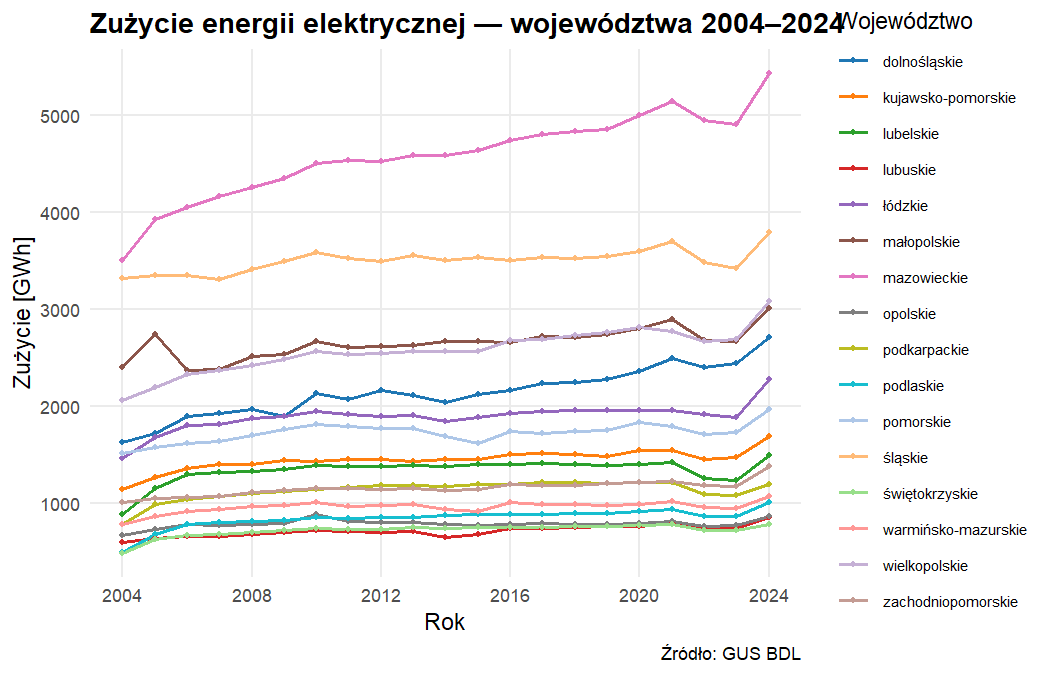 Zużycie energii elektrycznej — województwa 2004–2024
Województwo
dolnośląskie
kujawsko-pomorskie
lubelskie
lubuskie
łódzkie
małopolskie
mazowieckie
opolskie
podkarpackie
podlaskie
pomorskie
śląskie
świętokrzyskie
warmińsko-mazurskie
wielkopolskie
zachodniopomorskie
Zużycie [GWh]
5000
4000
3000
2000
1000
2004 2008 2012 2016 2020 2024
Rok
Źródło: GUS BDL